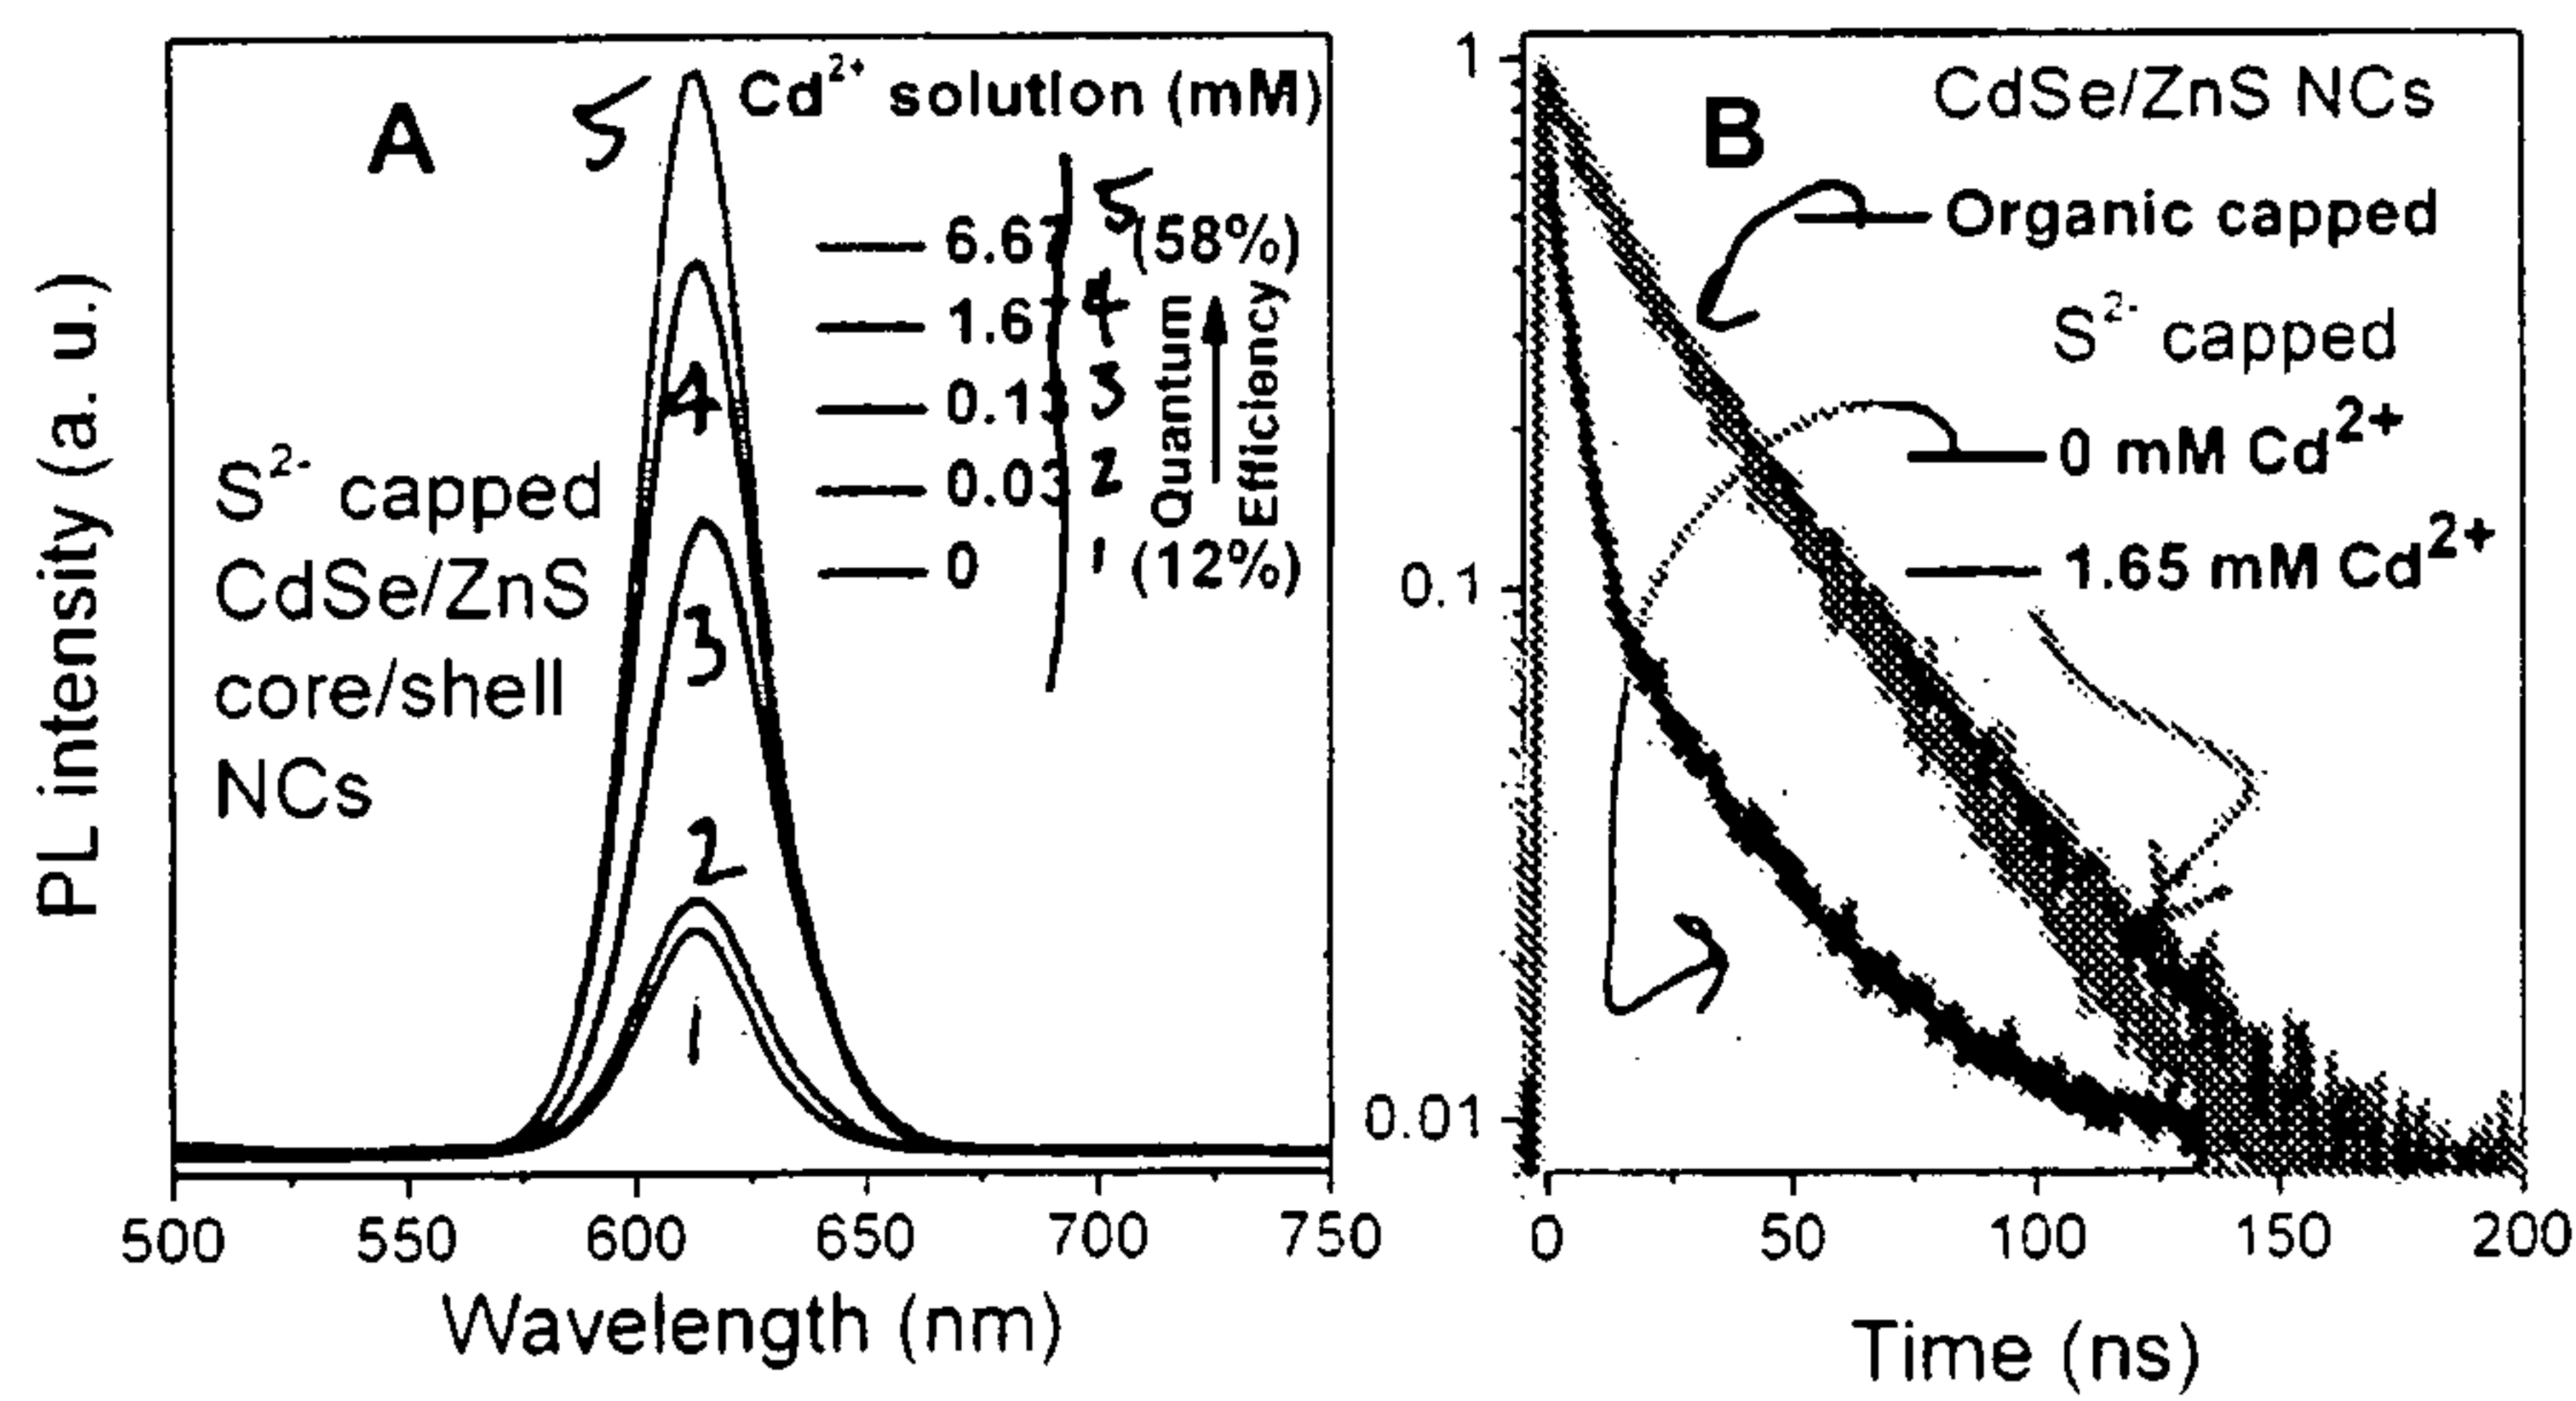 A
5
Cd²⁺ solution (mM)
6.67 5 (58%)
1.67 4
0.13 3
0.03 2
0 1 (12%)
Quantum
Efficiency
S²⁻ capped
CdSe/ZnS
core/shell
NCs
4
3
2
1
PL intensity (a. u.)
500 550 600 650 700 750
Wavelength (nm)
B
CdSe/ZnS NCs
Organic capped
S²⁻ capped
0 mM Cd²⁺
1.65 mM Cd²⁺
1
0.1
0.01
0 50 100 150 200
Time (ns)